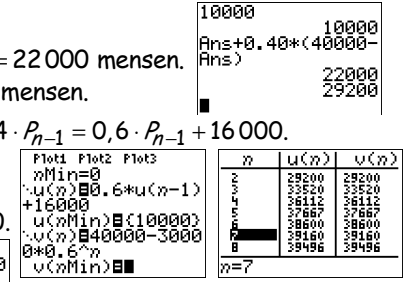 10000
10000
Ans+0.40*(40000-
Ans)
22000
29200
= 22 000 mensen.
mensen.
4 · Pₙ₋₁ = 0,6 · Pₙ₋₁ + 16 000.
Plot1 Plot2 Plot3
nMin=0
u(n)=0.6*u(n-1)
+16000
u(nMin)={10000}
v(n)=40000-3000
0*0.6^n
v(nMin)=
n u(n) v(n)
2 29200 29200
3 33520 33520
4 36112 36112
5 37667 37667
6 38600 38600
7 39160 39160
8 39496 39496
n=7